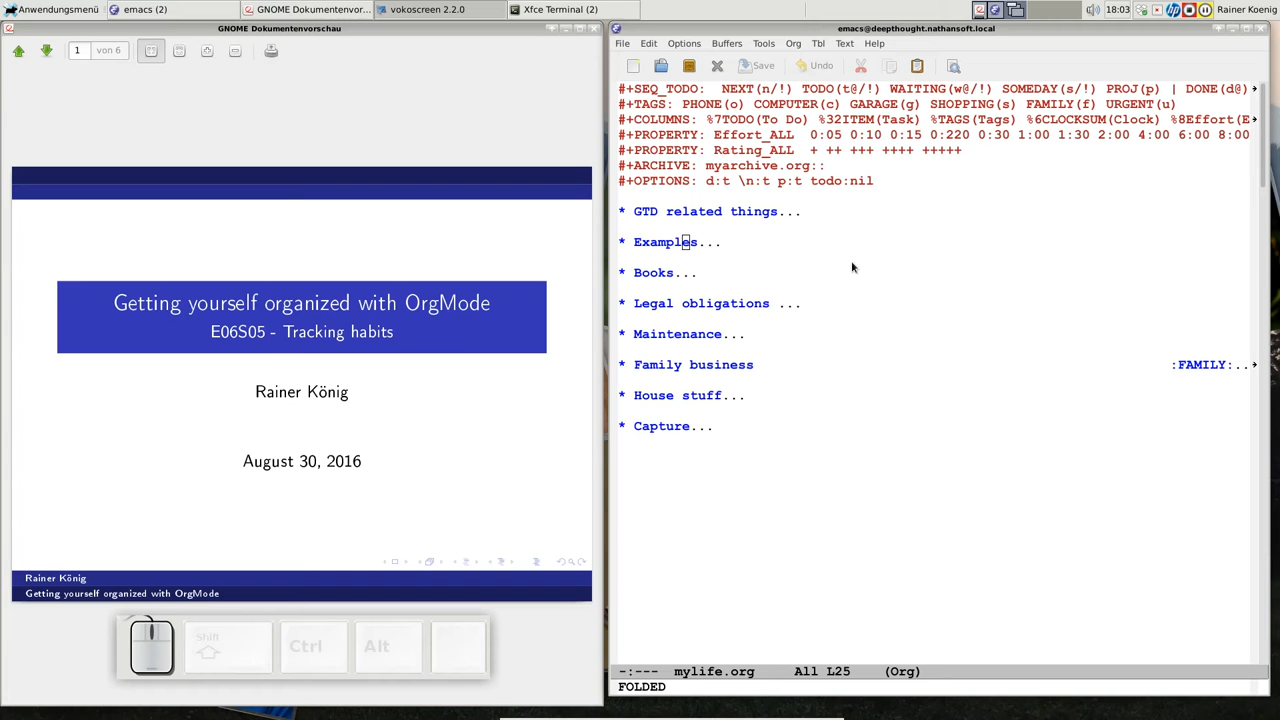 Anwendungsmenü emacs (2) GNOME Dokumentenvor... vokoscreen 2.2.0 Xfce Terminal (2) 18:03 Rainer Koenig
GNOME Dokumentenvorschau
1 von 6
Getting yourself organized with OrgMode
E06S05 - Tracking habits
Rainer König
August 30, 2016
Rainer König
Getting yourself organized with OrgMode
Shift Ctrl Alt
emacs@deepthought.nathansoft.local
File Edit Options Buffers Tools Org Tbl Text Help
Save Undo
#+SEQ_TODO:  NEXT(n/!) TODO(t@/!) WAITING(w@/!) SOMEDAY(s/!) PROJ(p) | DONE(d@)
#+TAGS: PHONE(o) COMPUTER(c) GARAGE(g) SHOPPING(s) FAMILY(f) URGENT(u)
#+COLUMNS: %7TODO(To Do) %32ITEM(Task) %TAGS(Tags) %6CLOCKSUM(Clock) %8Effort(E
#+PROPERTY: Effort_ALL  0:05 0:10 0:15 0:220 0:30 1:00 1:30 2:00 4:00 6:00 8:00
#+PROPERTY: Rating_ALL  + ++ +++ ++++ +++++
#+ARCHIVE: myarchive.org::
#+OPTIONS: d:t \n:t p:t todo:nil
* GTD related things...
* Examples...
* Books...
* Legal obligations ...
* Maintenance...
* Family business :FAMILY:..
* House stuff...
* Capture...
-:--- mylife.org All L25 (Org)
FOLDED